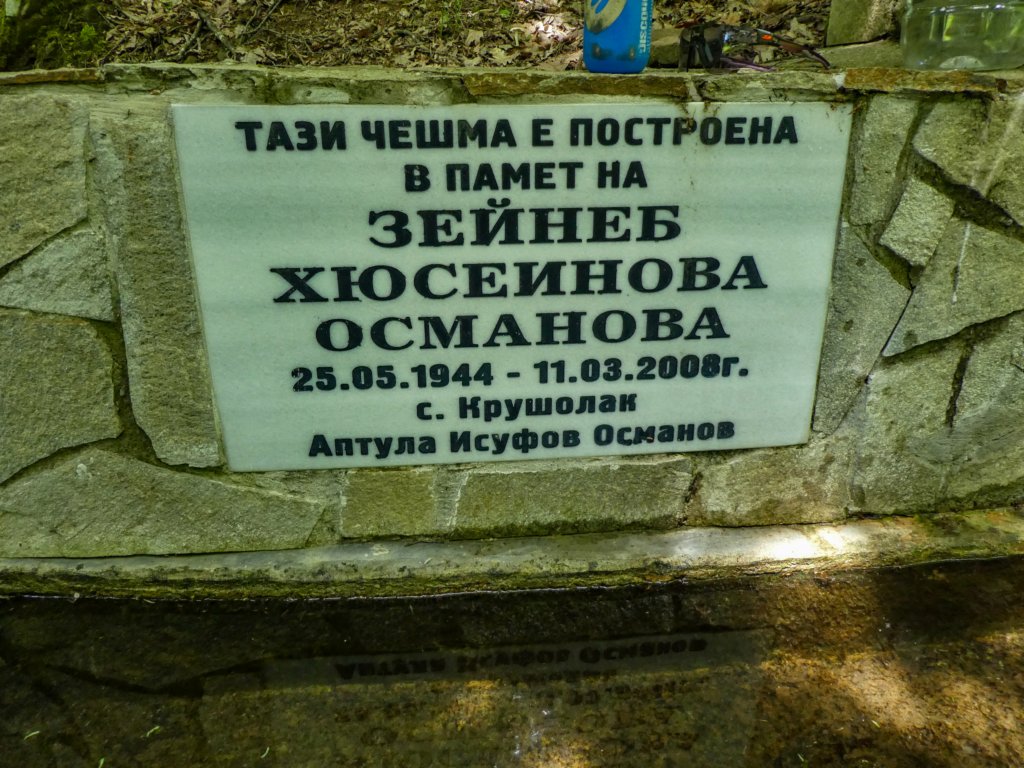 ТАЗИ ЧЕШМА Е ПОСТРОЕНА
В ПАМЕТ НА
ЗЕЙНЕБ
ХЮСЕИНОВА
ОСМАНОВА
25.05.1944 - 11.03.2008г.
с. Крушолак
Аптула Исуфов Османов